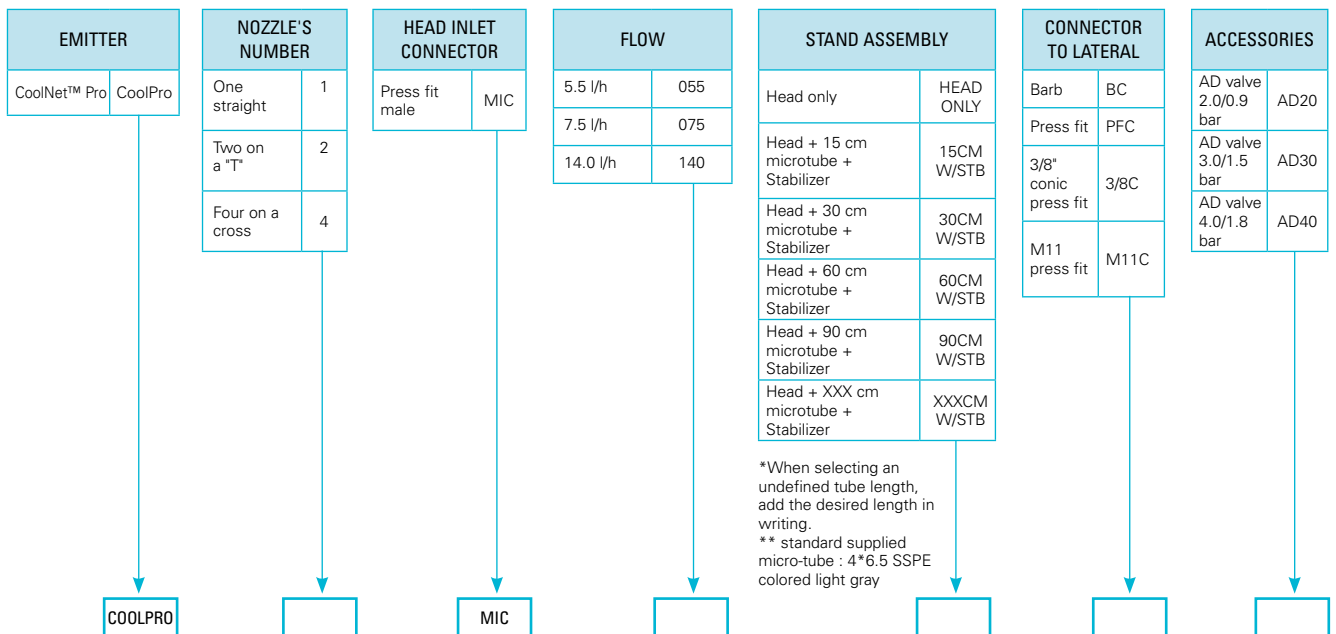 EMITTER
CoolNet™ Pro
CoolPro
NOZZLE'S
NUMBER
One
straight
1
Two on
a "T"
2
Four on a
cross
4
HEAD INLET
CONNECTOR
Press fit
male
MIC
FLOW
5.5 l/h
055
7.5 l/h
075
14.0 l/h
140
STAND ASSEMBLY
Head only
HEAD
ONLY
Head + 15 cm
microtube +
Stabilizer
15CM
W/STB
Head + 30 cm
microtube +
Stabilizer
30CM
W/STB
Head + 60 cm
microtube +
Stabilizer
60CM
W/STB
Head + 90 cm
microtube +
Stabilizer
90CM
W/STB
Head + XXX cm
microtube +
Stabilizer
XXXCM
W/STB
*When selecting an
undefined tube length,
add the desired length in
writing.
** standard supplied
micro-tube : 4*6.5 SSPE
colored light gray
CONNECTOR
TO LATERAL
Barb
BC
Press fit
PFC
3/8"
conic
press fit
3/8C
M11
press fit
M11C
ACCESSORIES
AD valve
2.0/0.9
bar
AD20
AD valve
3.0/1.5
bar
AD30
AD valve
4.0/1.8
bar
AD40
COOLPRO
MIC